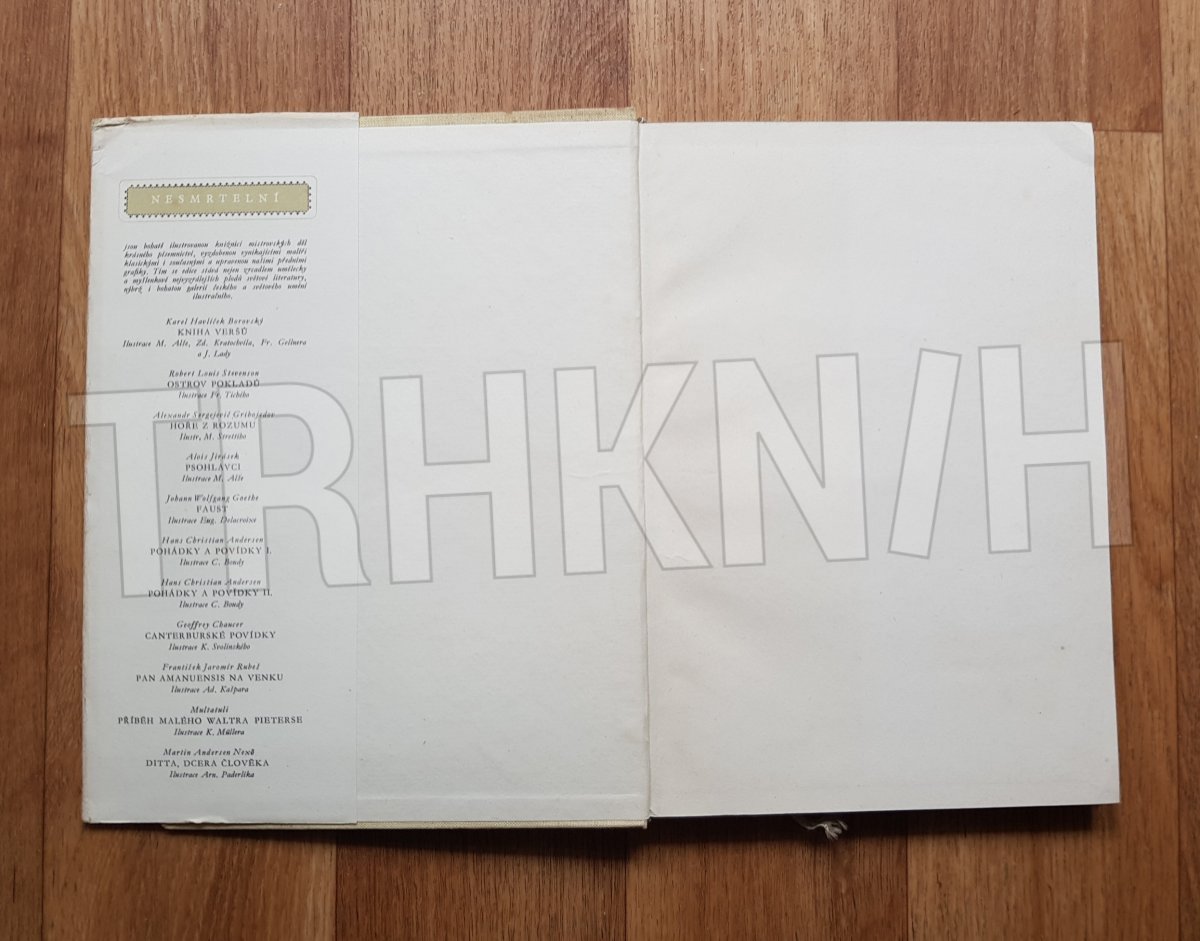 NESMRTELNÍ
jsou bohatě ilustrovanou knižnicí mistrovských děl
krásného písemnictví, vyzdobenou vynikajícími malíři
klasickými i současnými a upravenou našimi předními
grafiky. Tím se edice stává nejen zrcadlem umělecky
a myšlenkově nejvyzrálejších plodů světové literatury,
nýbrž i bohatou galerií českého a světového umění
ilustračního.
Karel Havlíček Borovský
KNIHA VERŠŮ
Ilustrace M. Alše, Zd. Kratochvíla, Fr. Gellnera
a J. Lady
Robert Louis Stevenson
OSTROV POKLADŮ
Ilustrace Fr. Tichého
Alexandr Sergejevič Gribojedov
HOŘE Z ROZUMU
Ilustr, M. Strettiho
Alois Jirásek
PSOHLAVCI
Ilustrace M. Alše
Johann Wolfgang Goethe
FAUST
Ilustrace Eug. Delacroixe
Hans Christian Andersen
POHÁDKY A POVÍDKY I.
Ilustrace C. Bondy
Hans Christian Andersen
POHÁDKY A POVÍDKY II.
Ilustrace C. Bondy
Geoffrey Chaucer
CANTERBURSKÉ POVÍDKY
Ilustrace K. Svolinského
František Jaromír Rubeš
PAN AMANUENSIS NA VENKU
Ilustrace Ad. Kašpara
Multatuli
PŘÍBĚH MALÉHO WALTRA PIETERSE
Ilustrace K. Müllera
Martin Andersen Nexö
DITTA, DCERA ČLOVĚKA
Ilustrace Arn. Paderlíka
TRHKNIH